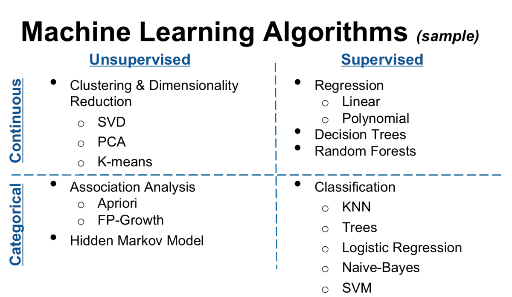 Machine Learning Algorithms (sample)
Unsupervised
Supervised
Continuous
• Clustering & Dimensionality
Reduction
o SVD
o PCA
o K-means
• Regression
o Linear
o Polynomial
• Decision Trees
• Random Forests
Categorical
• Association Analysis
o Apriori
o FP-Growth
• Hidden Markov Model
• Classification
o KNN
o Trees
o Logistic Regression
o Naive-Bayes
o SVM